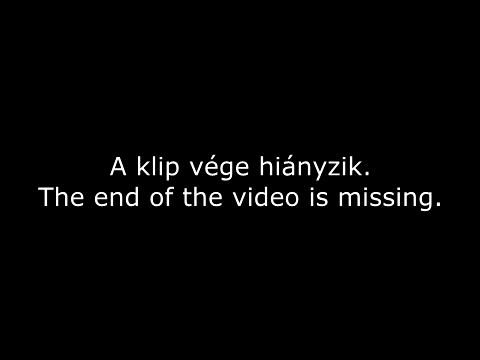 A klip vége hiányzik.
The end of the video is missing.